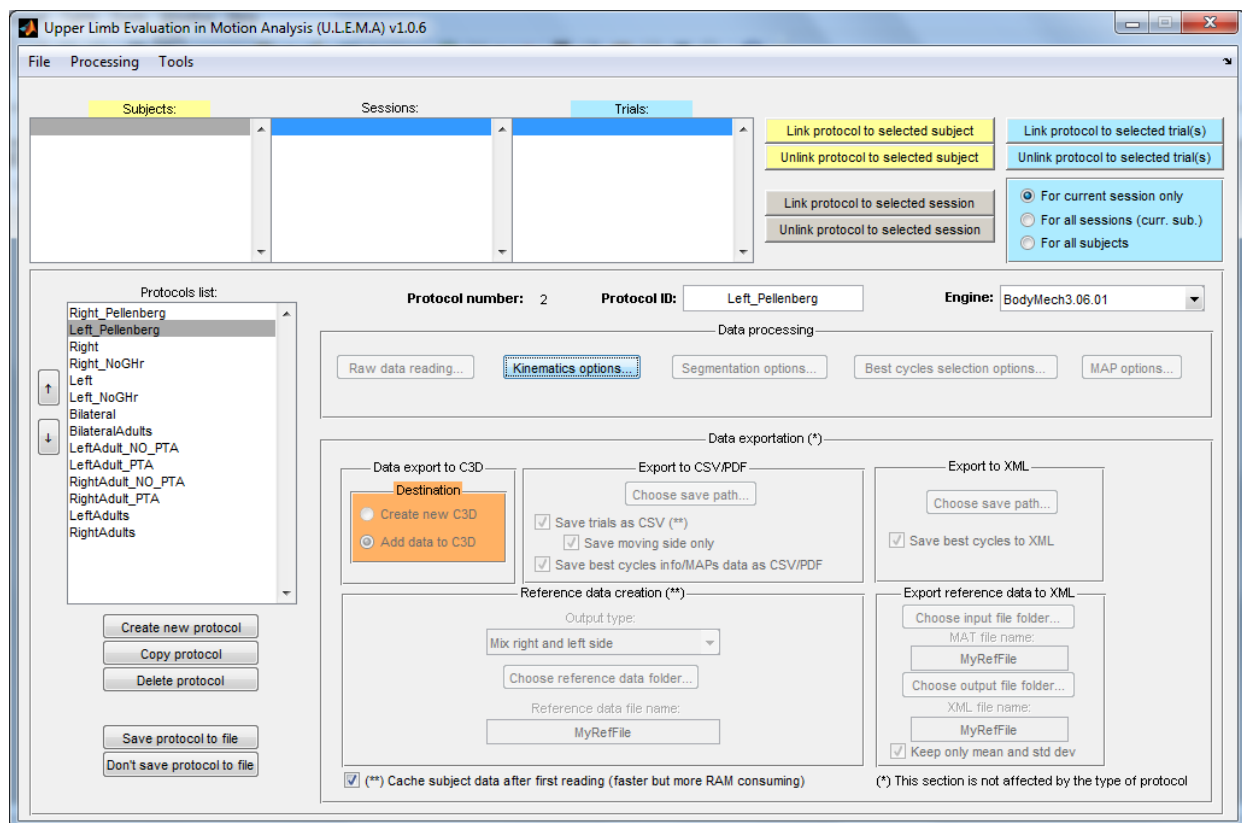 Upper Limb Evaluation in Motion Analysis (U.L.E.M.A) v1.0.6
File Processing Tools
Subjects: Sessions: Trials:
Link protocol to selected subject
Unlink protocol to selected subject
Link protocol to selected trial(s)
Unlink protocol to selected trial(s)
Link protocol to selected session
Unlink protocol to selected session
For current session only
For all sessions (curr. sub.)
For all subjects
Protocols list:
Right_Pellenberg
Left_Pellenberg
Right
Right_NoGHr
Left
Left_NoGHr
Bilateral
BilateralAdults
LeftAdult_NO_PTA
LeftAdult_PTA
RightAdult_NO_PTA
RightAdult_PTA
LeftAdults
RightAdults
↑
↓
Create new protocol
Copy protocol
Delete protocol
Save protocol to file
Don't save protocol to file
Protocol number: 2 Protocol ID: Left_Pellenberg Engine: BodyMech3.06.01
Data processing
Raw data reading... Kinematics options... Segmentation options... Best cycles selection options... MAP options...
Data exportation (*)
Data export to C3D
Destination
Create new C3D
Add data to C3D
Export to CSV/PDF
Choose save path...
Save trials as CSV (**)
Save moving side only
Save best cycles info/MAPs data as CSV/PDF
Export to XML
Choose save path...
Save best cycles to XML
Reference data creation (**)
Output type:
Mix right and left side
Choose reference data folder...
Reference data file name:
MyRefFile
Export reference data to XML
Choose input file folder...
MAT file name:
MyRefFile
Choose output file folder...
XML file name:
MyRefFile
Keep only mean and std dev
(**) Cache subject data after first reading (faster but more RAM consuming)
(*) This section is not affected by the type of protocol